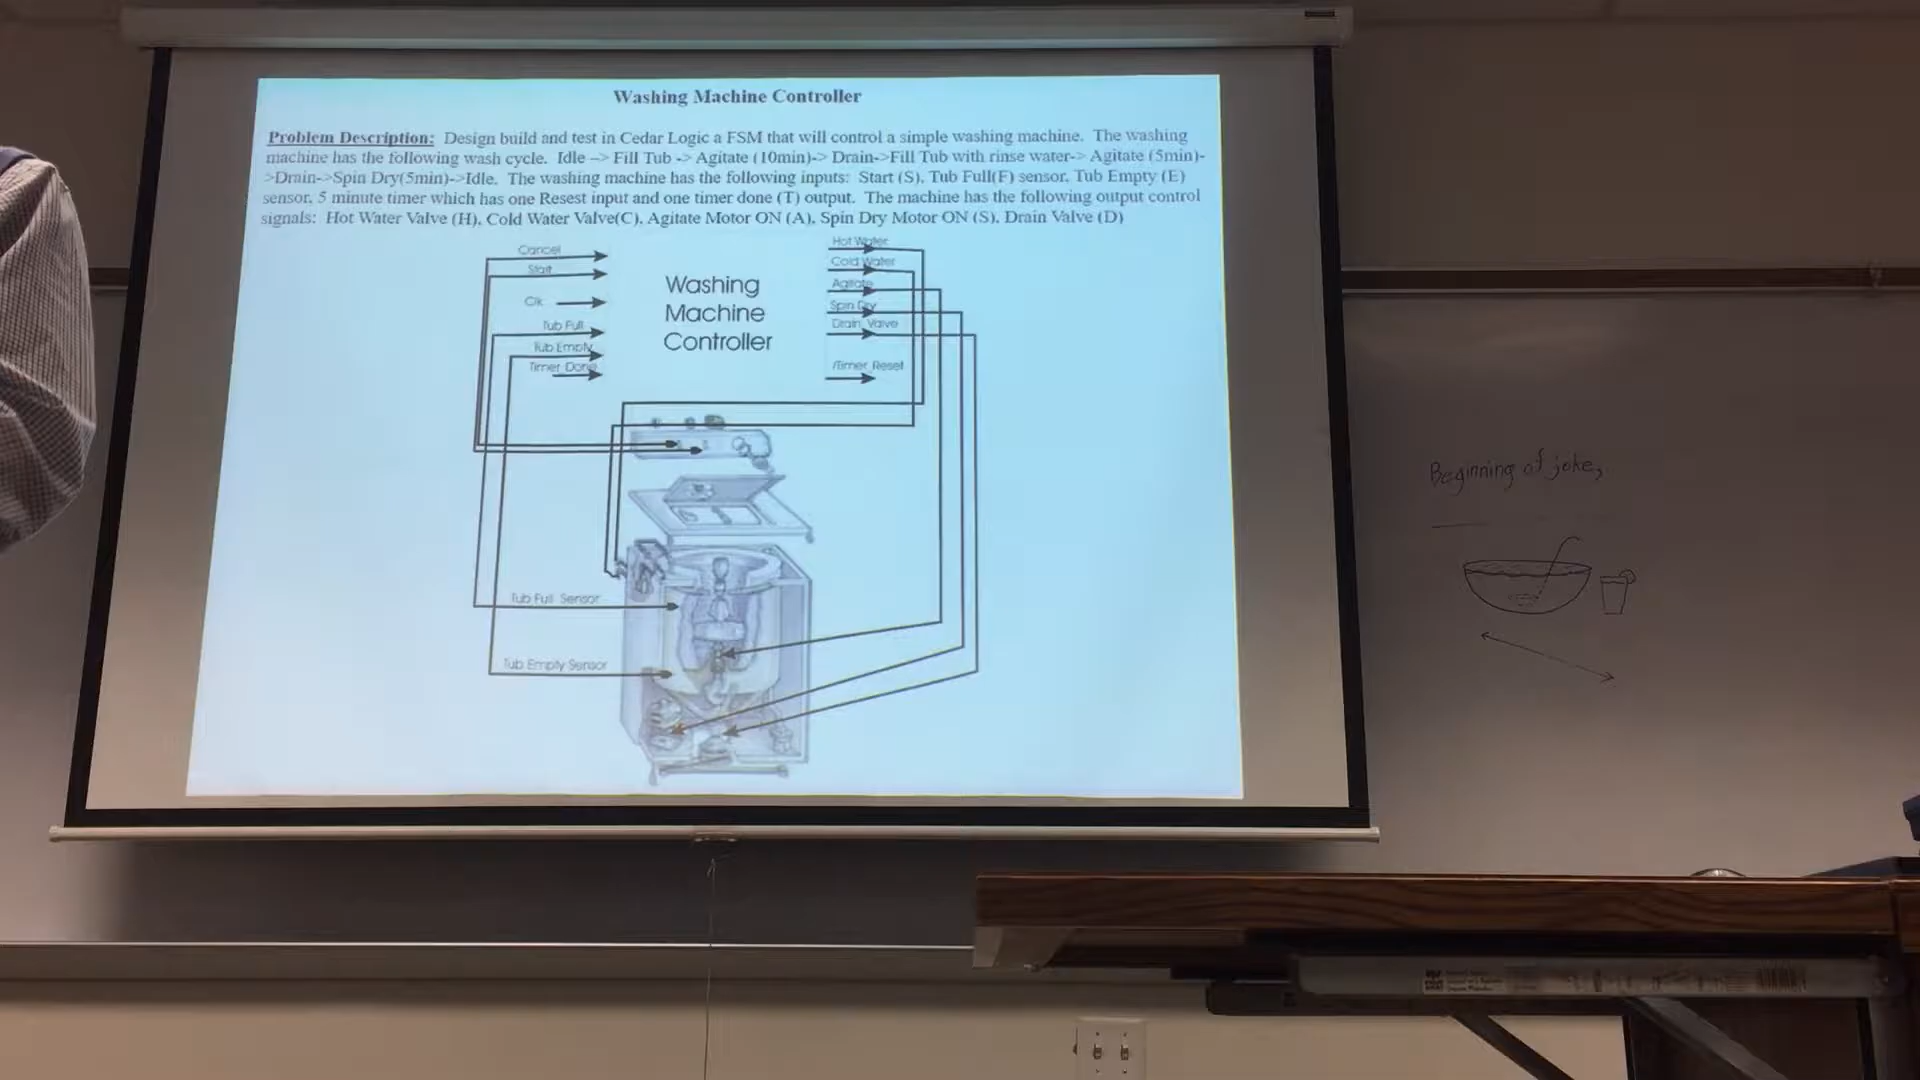 Washing Machine Controller
Problem Description: Design build and test in Cedar Logic a FSM that will control a simple washing machine. The washing
machine has the following wash cycle. Idle –> Fill Tub -> Agitate (10min)-> Drain->Fill Tub with rinse water-> Agitate (5min)-
>Drain->Spin Dry(5min)->Idle. The washing machine has the following inputs: Start (S), Tub Full(F) sensor, Tub Empty (E)
sensor, 5 minute timer which has one Resest input and one timer done (T) output. The machine has the following output control
signals: Hot Water Valve (H), Cold Water Valve(C), Agitate Motor ON (A), Spin Dry Motor ON (S), Drain Valve (D)
Cancel
Start
Clk
Tub Full
Tub Empty
Timer Done
Washing
Machine
Controller
Hot Water
Cold Water
Agitate
Spin Dry
Drain Valve
/Timer Reset
Tub Full Sensor
Tub Empty Sensor
Beginning of joke,